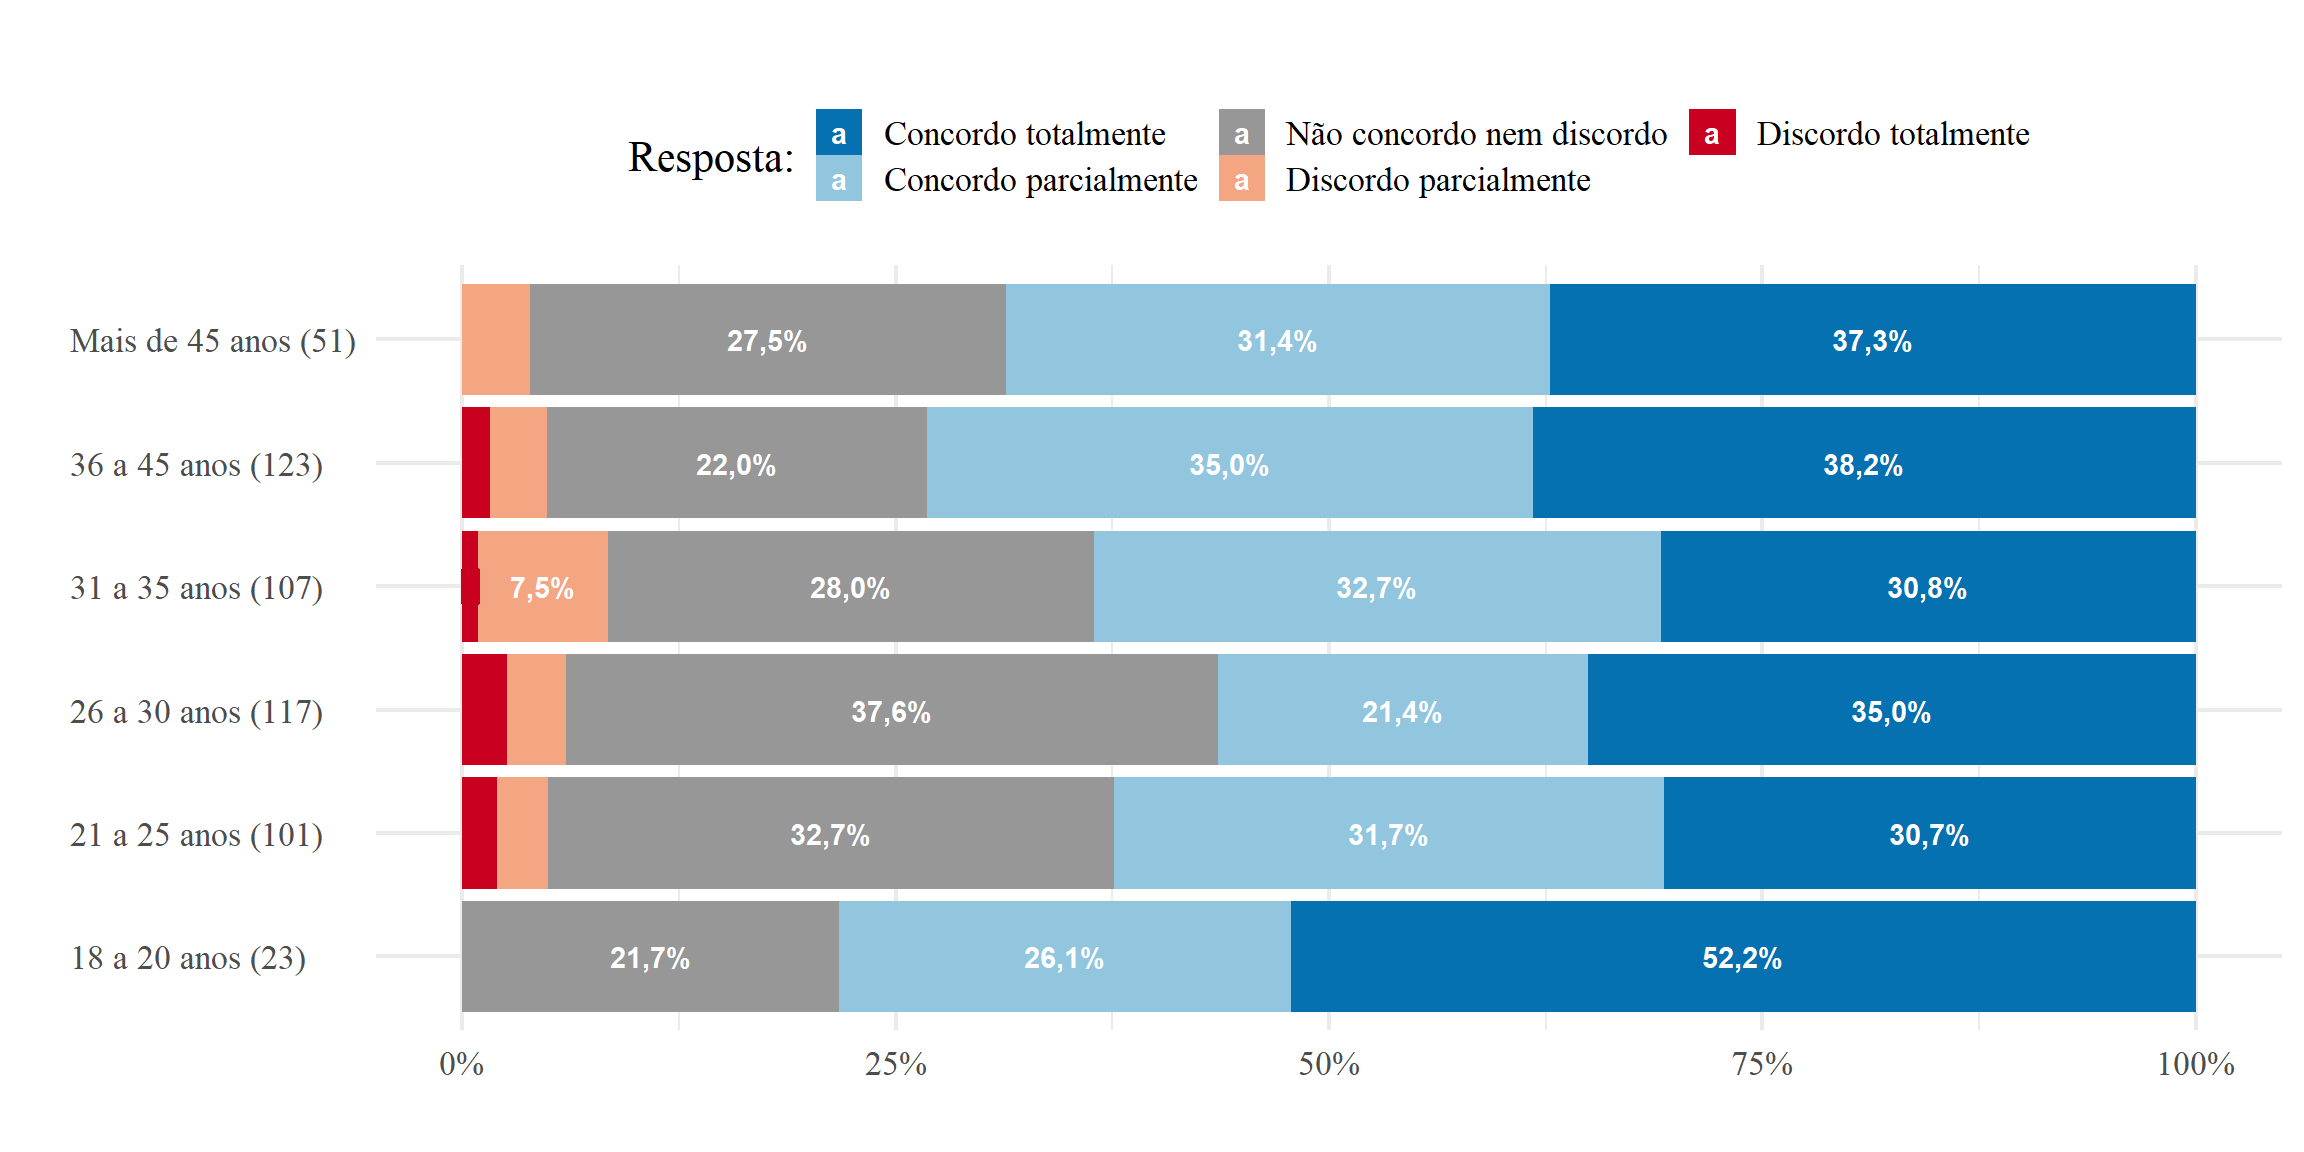 Resposta:
a Concordo totalmente a Não concordo nem discordo a Discordo totalmente
a Concordo parcialmente a Discordo parcialmente
Mais de 45 anos (51) 27,5% 31,4% 37,3%
36 a 45 anos (123) 22,0% 35,0% 38,2%
31 a 35 anos (107) 7,5% 28,0% 32,7% 30,8%
26 a 30 anos (117) 37,6% 21,4% 35,0%
21 a 25 anos (101) 32,7% 31,7% 30,7%
18 a 20 anos (23) 21,7% 26,1% 52,2%
0% 25% 50% 75% 100%